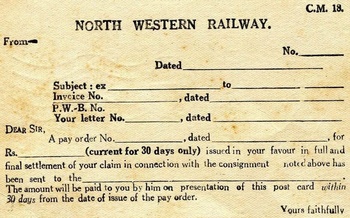 C.M. 18.
NORTH WESTERN RAILWAY.
From
No.
Dated
Subject : ex to
Invoice No. , dated
P.W.-B. No. , dated
Your letter No. , dated
DEAR SIR,
A pay order No. , dated , for
Rs. (current for 30 days only) issued in your favour in full and
final settlement of your claim in connection with the consignment noted above has
been sent to the
The amount will be paid to you by him on presentation of this post card within
30 days from the date of issue of the pay order.
Yours faithfully